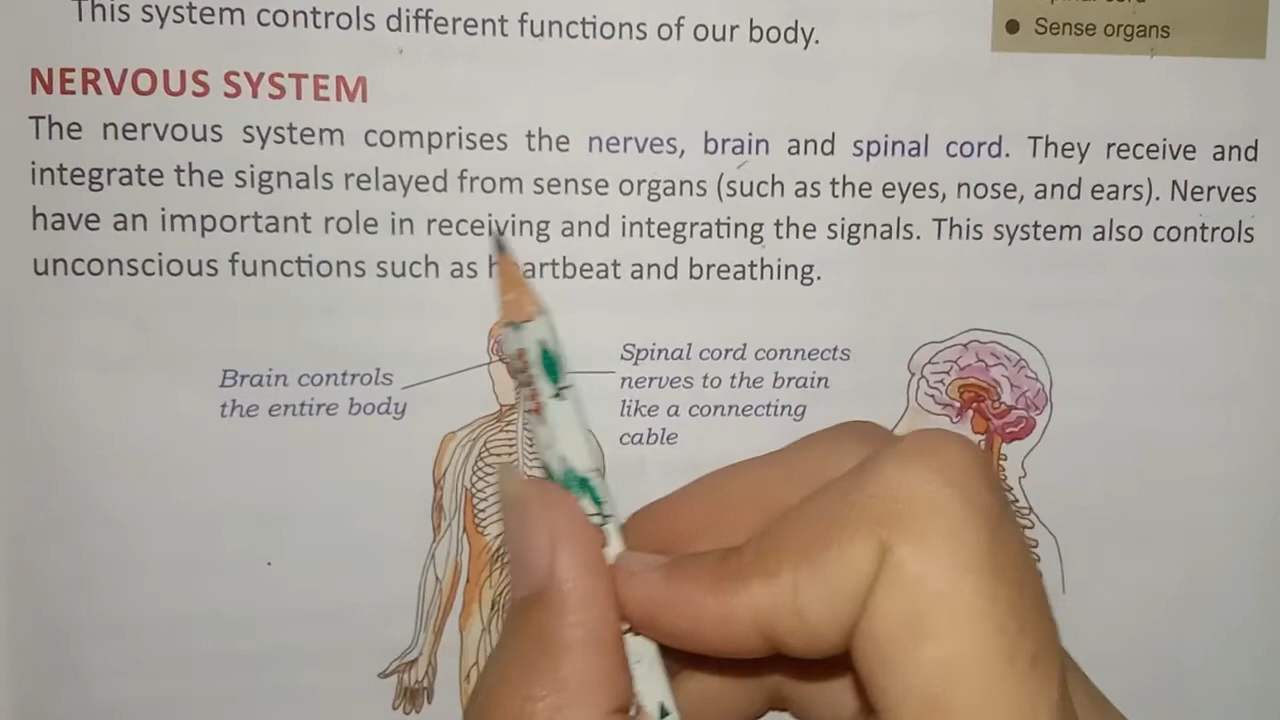 This system controls different functions of our body.
● Sense organs
NERVOUS SYSTEM
The nervous system comprises the nerves, brain and spinal cord. They receive and
integrate the signals relayed from sense organs (such as the eyes, nose, and ears). Nerves
have an important role in receiving and integrating the signals. This system also controls
unconscious functions such as and breathing.
Brain controls
the entire body
Spinal cord connects
nerves to the brain
like a connecting
cable